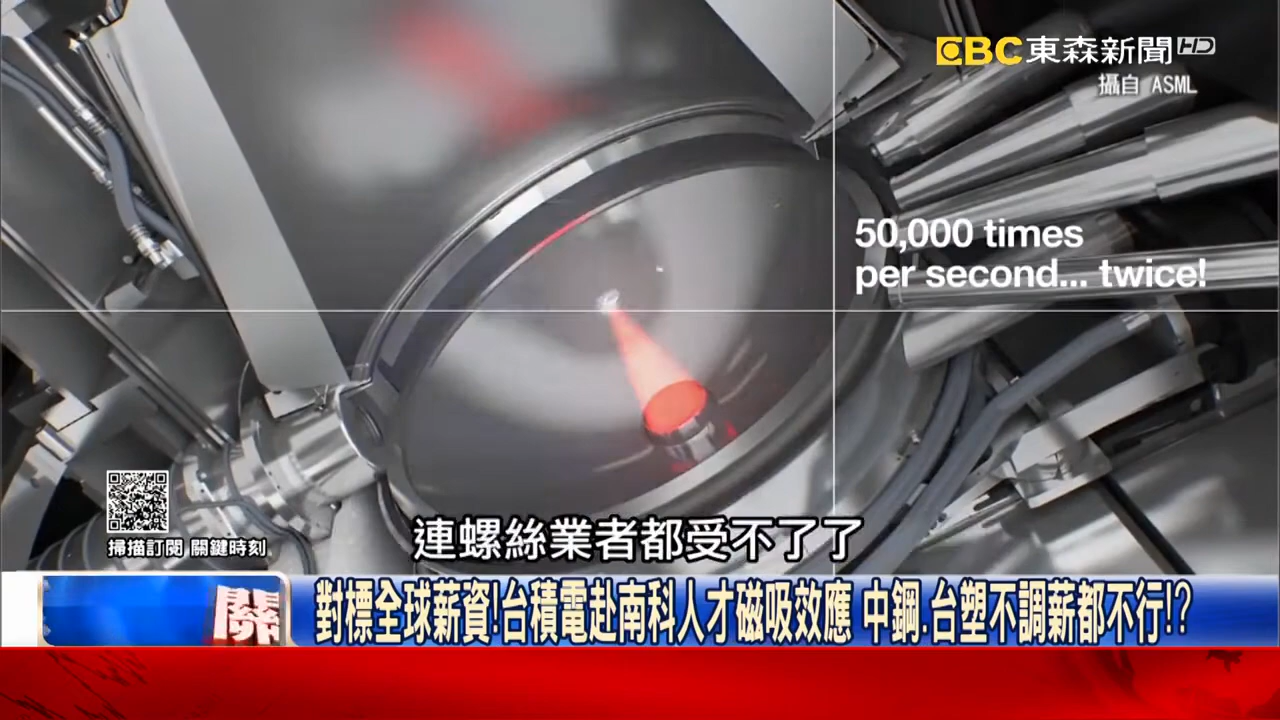 EBC東森新聞HD
攝自 ASML
50,000 times
per second... twice!
掃描訂閱 關鍵時刻
連螺絲業者都受不了了
關
對標全球薪資!台積電赴南科人才磁吸效應 中鋼.台塑不調薪都不行!?